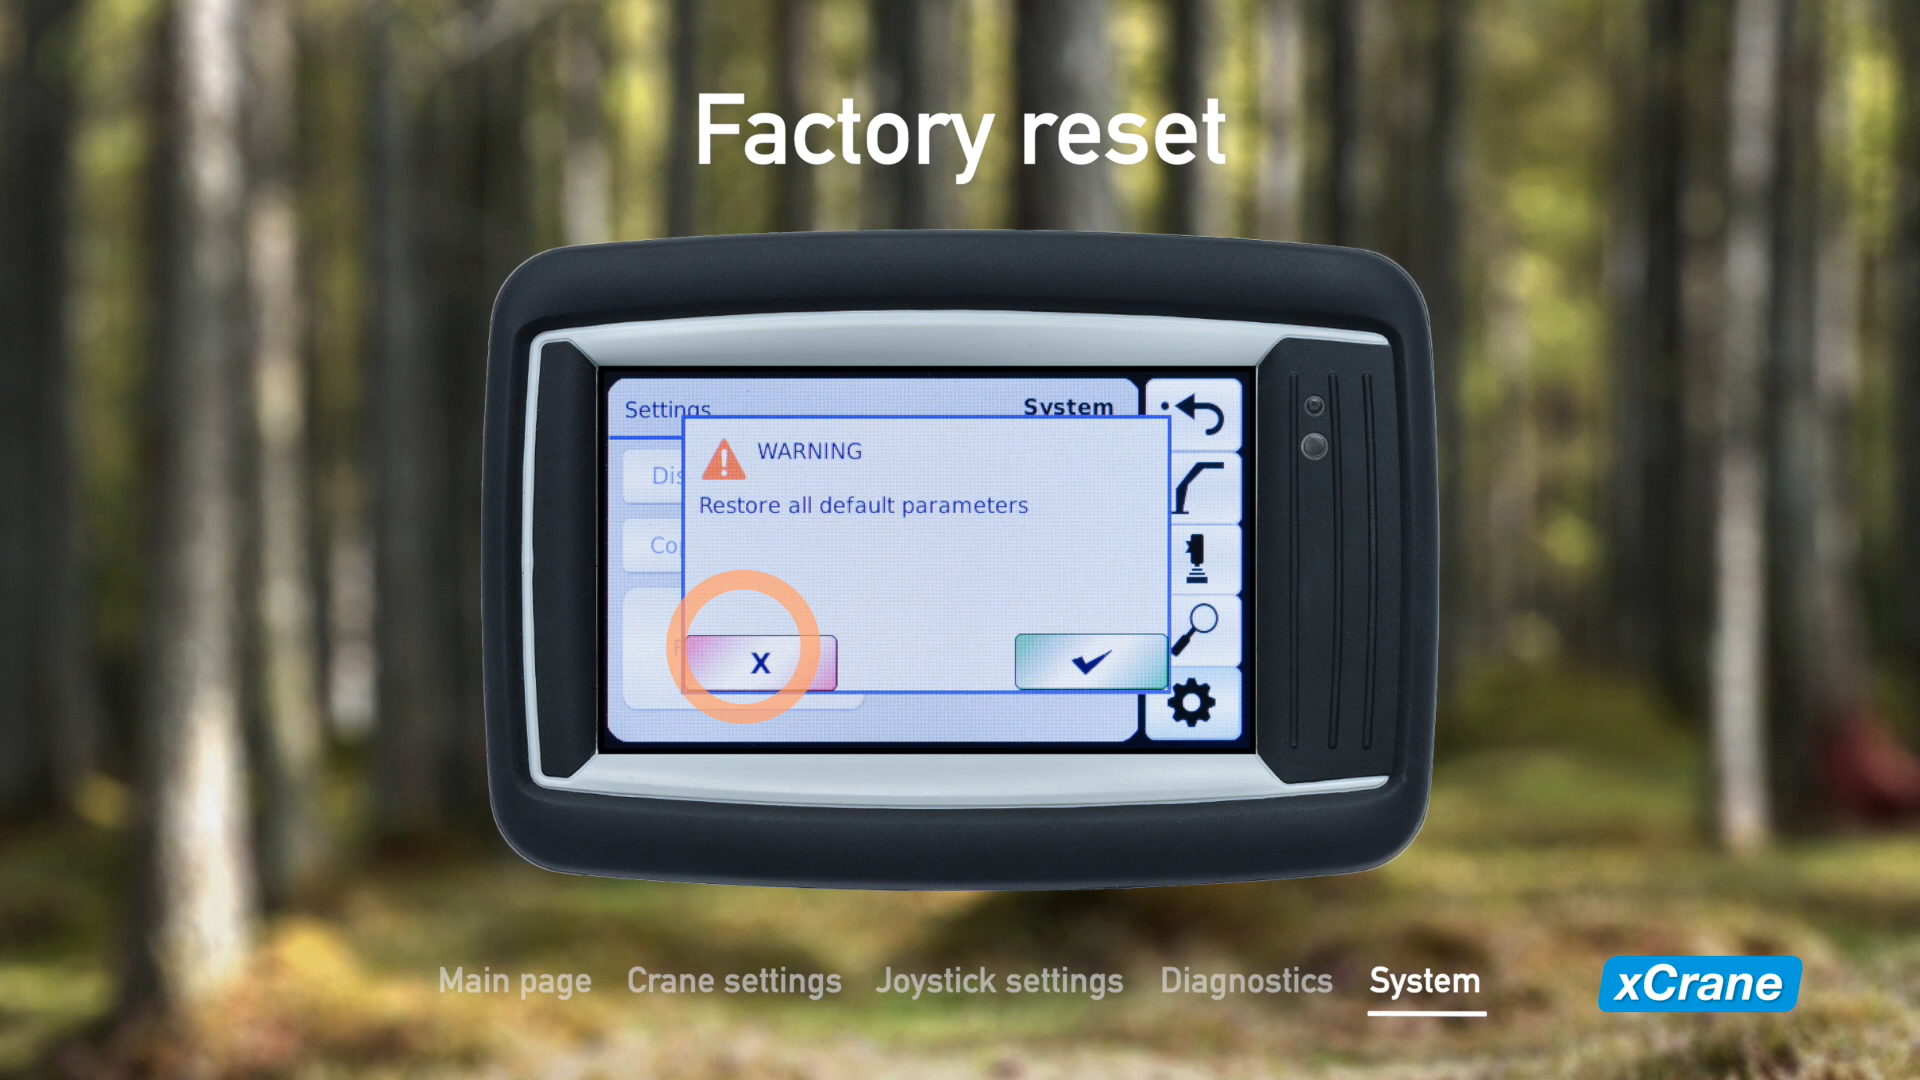 Factory reset
Settings
System
WARNING
Restore all default parameters
X
Main page
Crane settings
Joystick settings
Diagnostics
System
xCrane